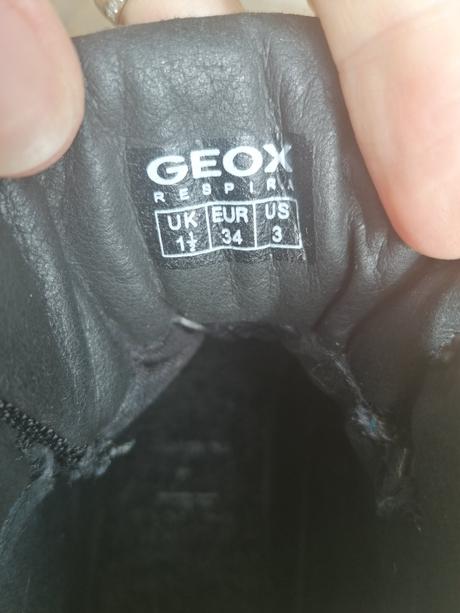 GEOX
RESPIRA
UK EUR US
1½ 34 3